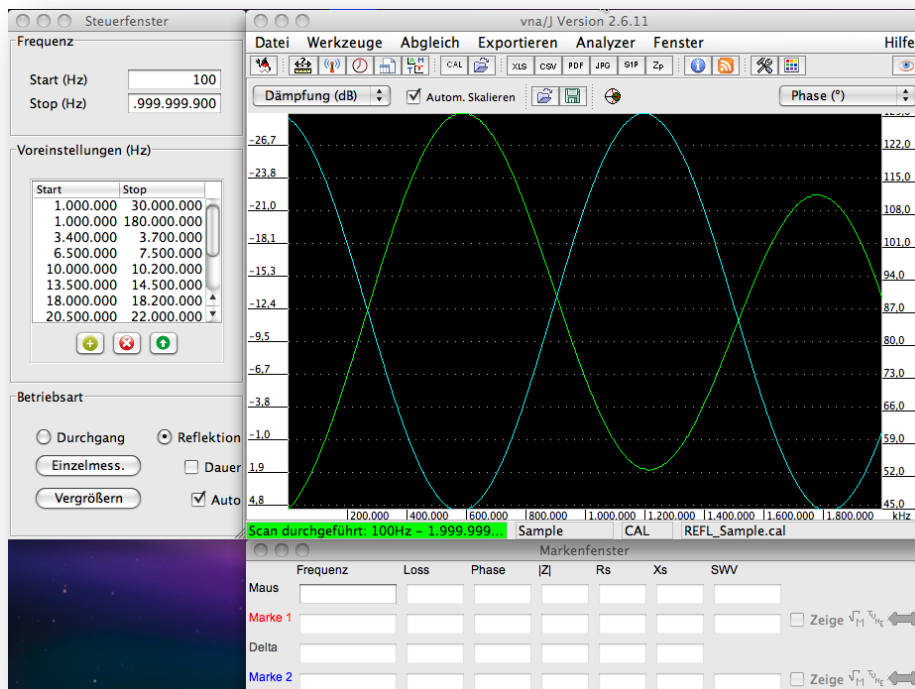 Steuerfenster
Frequenz
Start (Hz) 100
Stop (Hz) .999.999.900
Voreinstellungen (Hz)
Start Stop
1.000.000 30.000.000
1.000.000 180.000.000
3.400.000 3.700.000
6.500.000 7.500.000
10.000.000 10.200.000
13.500.000 14.500.000
18.000.000 18.200.000
20.500.000 22.000.000
Betriebsart
Durchgang Reflektion
Einzelmess. Dauer
Vergrößern Auto
vna/J Version 2.6.11
Datei Werkzeuge Abgleich Exportieren Analyzer Fenster Hilfe
CAL XLS CSV PDF JPG S1P Zp
Dämpfung (dB) Autom. Skalieren Phase (°)
-26,7 122,0
-23,8 115,0
-21,0 108,0
-18,1 101,0
-15,3 94,0
-12,4 87,0
-9,5 80,0
-6,7 73,0
-3,8 66,0
-1,0 59,0
1,9 52,0
4,8 45,0
200.000 400.000 600.000 800.000 1.000.000 1.200.000 1.400.000 1.600.000 1.800.000 kHz
Scan durchgeführt: 100Hz – 1.999.999... Sample CAL REFL_Sample.cal
Markenfenster
Frequenz Loss Phase |Z| Rs Xs SWV
Maus
Marke 1 Zeige
Delta
Marke 2 Zeige